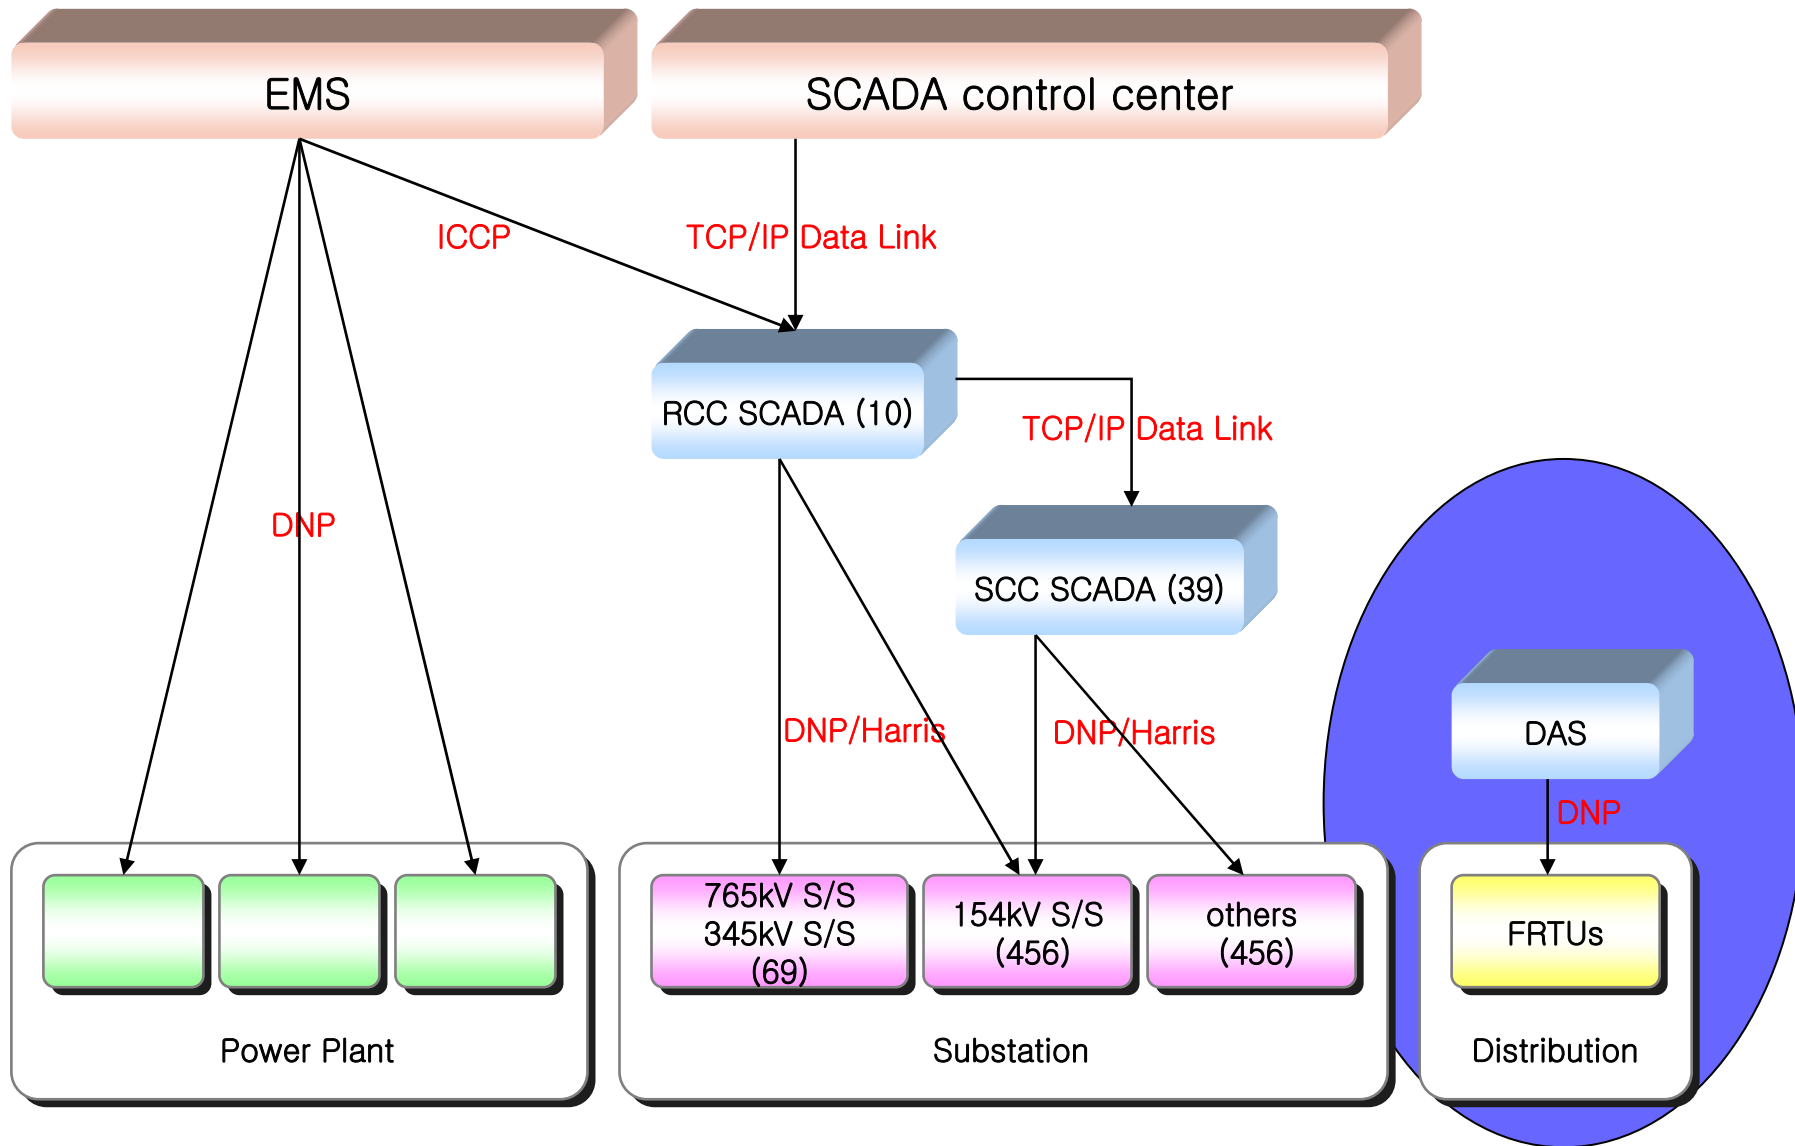 EMS
SCADA control center
ICCP
TCP/IP Data Link
RCC SCADA (10)
TCP/IP Data Link
DNP
SCC SCADA (39)
DNP/Harris
DNP/Harris
DAS
DNP
765kV S/S
345kV S/S
(69)
154kV S/S
(456)
others
(456)
FRTUs
Power Plant
Substation
Distribution